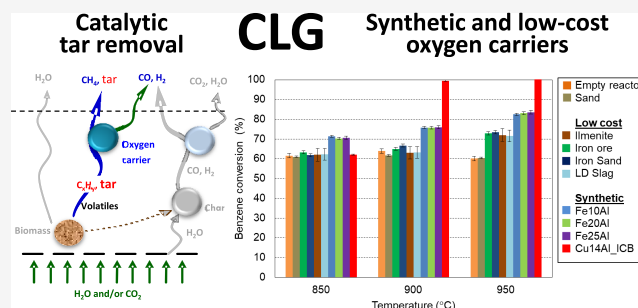 Catalytic
tar removal
CLG
Synthetic and low-cost
oxygen carriers
H₂O
CH₄, tar
CO, H₂
CO₂, H₂O
Oxygen
carrier
CO, H₂
CₓHᵧ, tar
Volatiles
Char
Biomass
H₂O
H₂O and/or CO₂
Benzene conversion (%)
100
90
80
70
60
50
40
30
20
10
0
850
900
950
Temperature (°C)
Empty reacto
Sand
Low cost
Ilmenite
Iron ore
Iron Sand
LD Slag
Synthetic
Fe10Al
Fe20Al
Fe25Al
Cu14Al_ICB